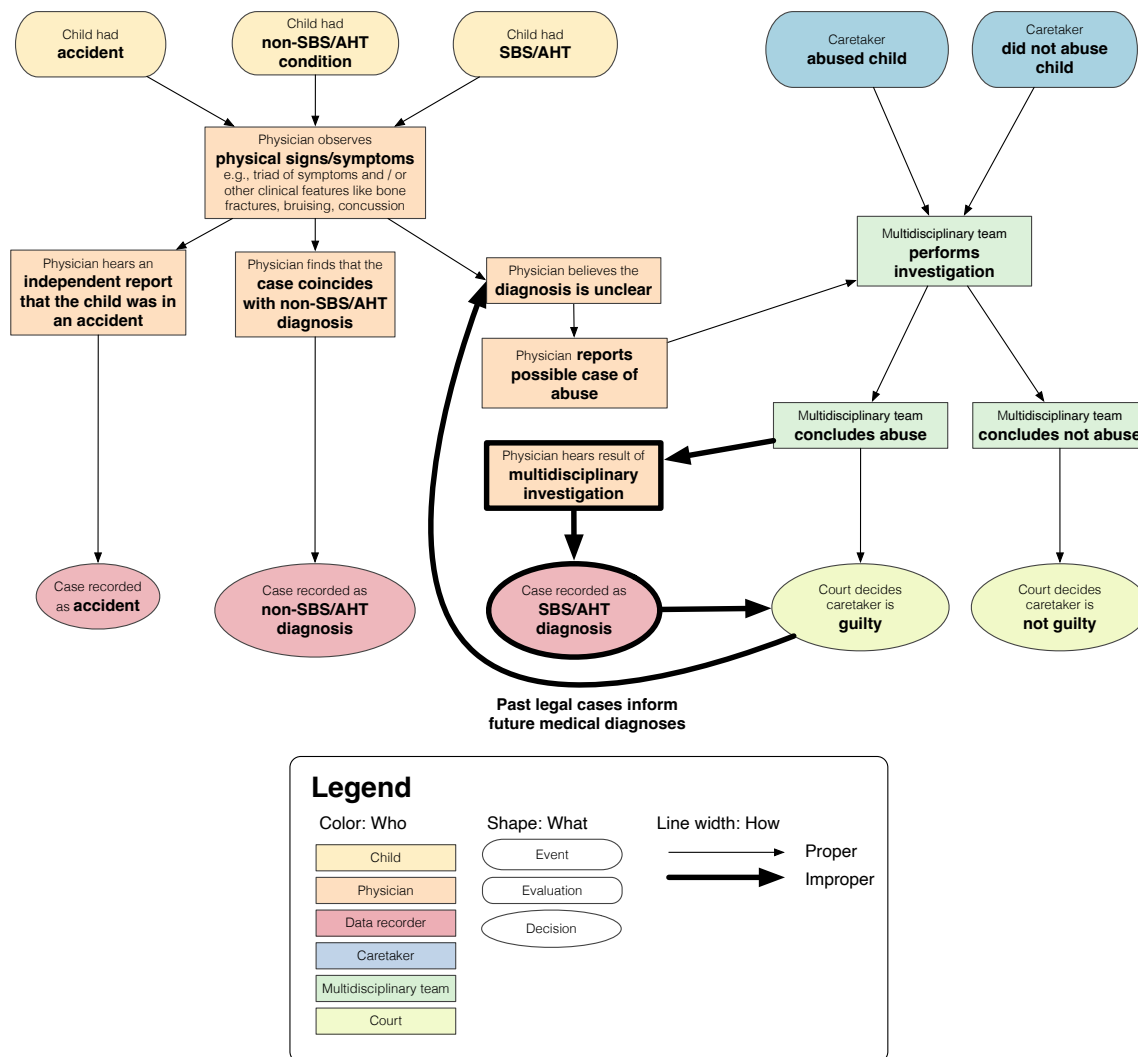 Child had
accident
Child had
non-SBS/AHT
condition
Child had
SBS/AHT
Caretaker
abused child
Caretaker
did not abuse
child
Physician observes
physical signs/symptoms
e.g., triad of symptoms and / or
other clinical features like bone
fractures, bruising, concussion
Physician hears an
independent report
that the child was in
an accident
Physician finds that the
case coincides
with non-SBS/AHT
diagnosis
Physician believes the
diagnosis is unclear
Multidisciplinary team
performs
investigation
Physician reports
possible case of
abuse
Multidisciplinary team
concludes abuse
Multidisciplinary team
concludes not abuse
Physician hears result of
multidisciplinary
investigation
Case recorded
as accident
Case recorded as
non-SBS/AHT
diagnosis
Case recorded as
SBS/AHT
diagnosis
Court decides
caretaker is
guilty
Court decides
caretaker is
not guilty
Past legal cases inform
future medical diagnoses
Legend
Color: Who
Child
Physician
Data recorder
Caretaker
Multidisciplinary team
Court
Shape: What
Event
Evaluation
Decision
Line width: How
Proper
Improper